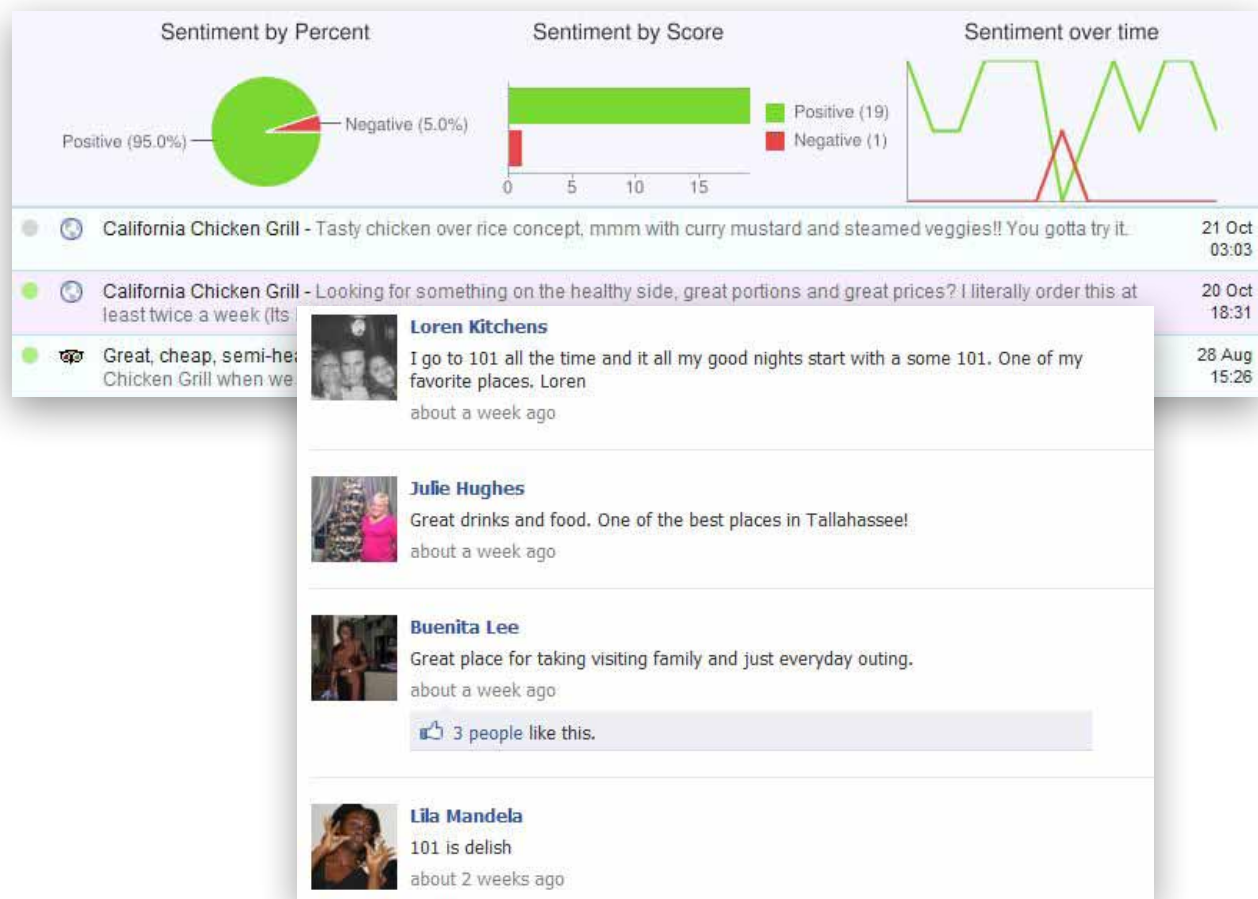 Sentiment by Percent
Positive (95.0%)
Negative (5.0%)
Sentiment by Score
Positive (19)
Negative (1)
0 5 10 15
Sentiment over time
California Chicken Grill - Tasty chicken over rice concept, mmm with curry mustard and steamed veggies!! You gotta try it.
21 Oct
03:03
California Chicken Grill - Looking for something on the healthy side, great portions and great prices? I literally order this at
least twice a week (Its
20 Oct
18:31
Great, cheap, semi-hea
Chicken Grill when we
28 Aug
15:26
Loren Kitchens
I go to 101 all the time and it all my good nights start with a some 101. One of my
favorite places. Loren
about a week ago
Julie Hughes
Great drinks and food. One of the best places in Tallahassee!
about a week ago
Buenita Lee
Great place for taking visiting family and just everyday outing.
about a week ago
3 people like this.
Lila Mandela
101 is delish
about 2 weeks ago